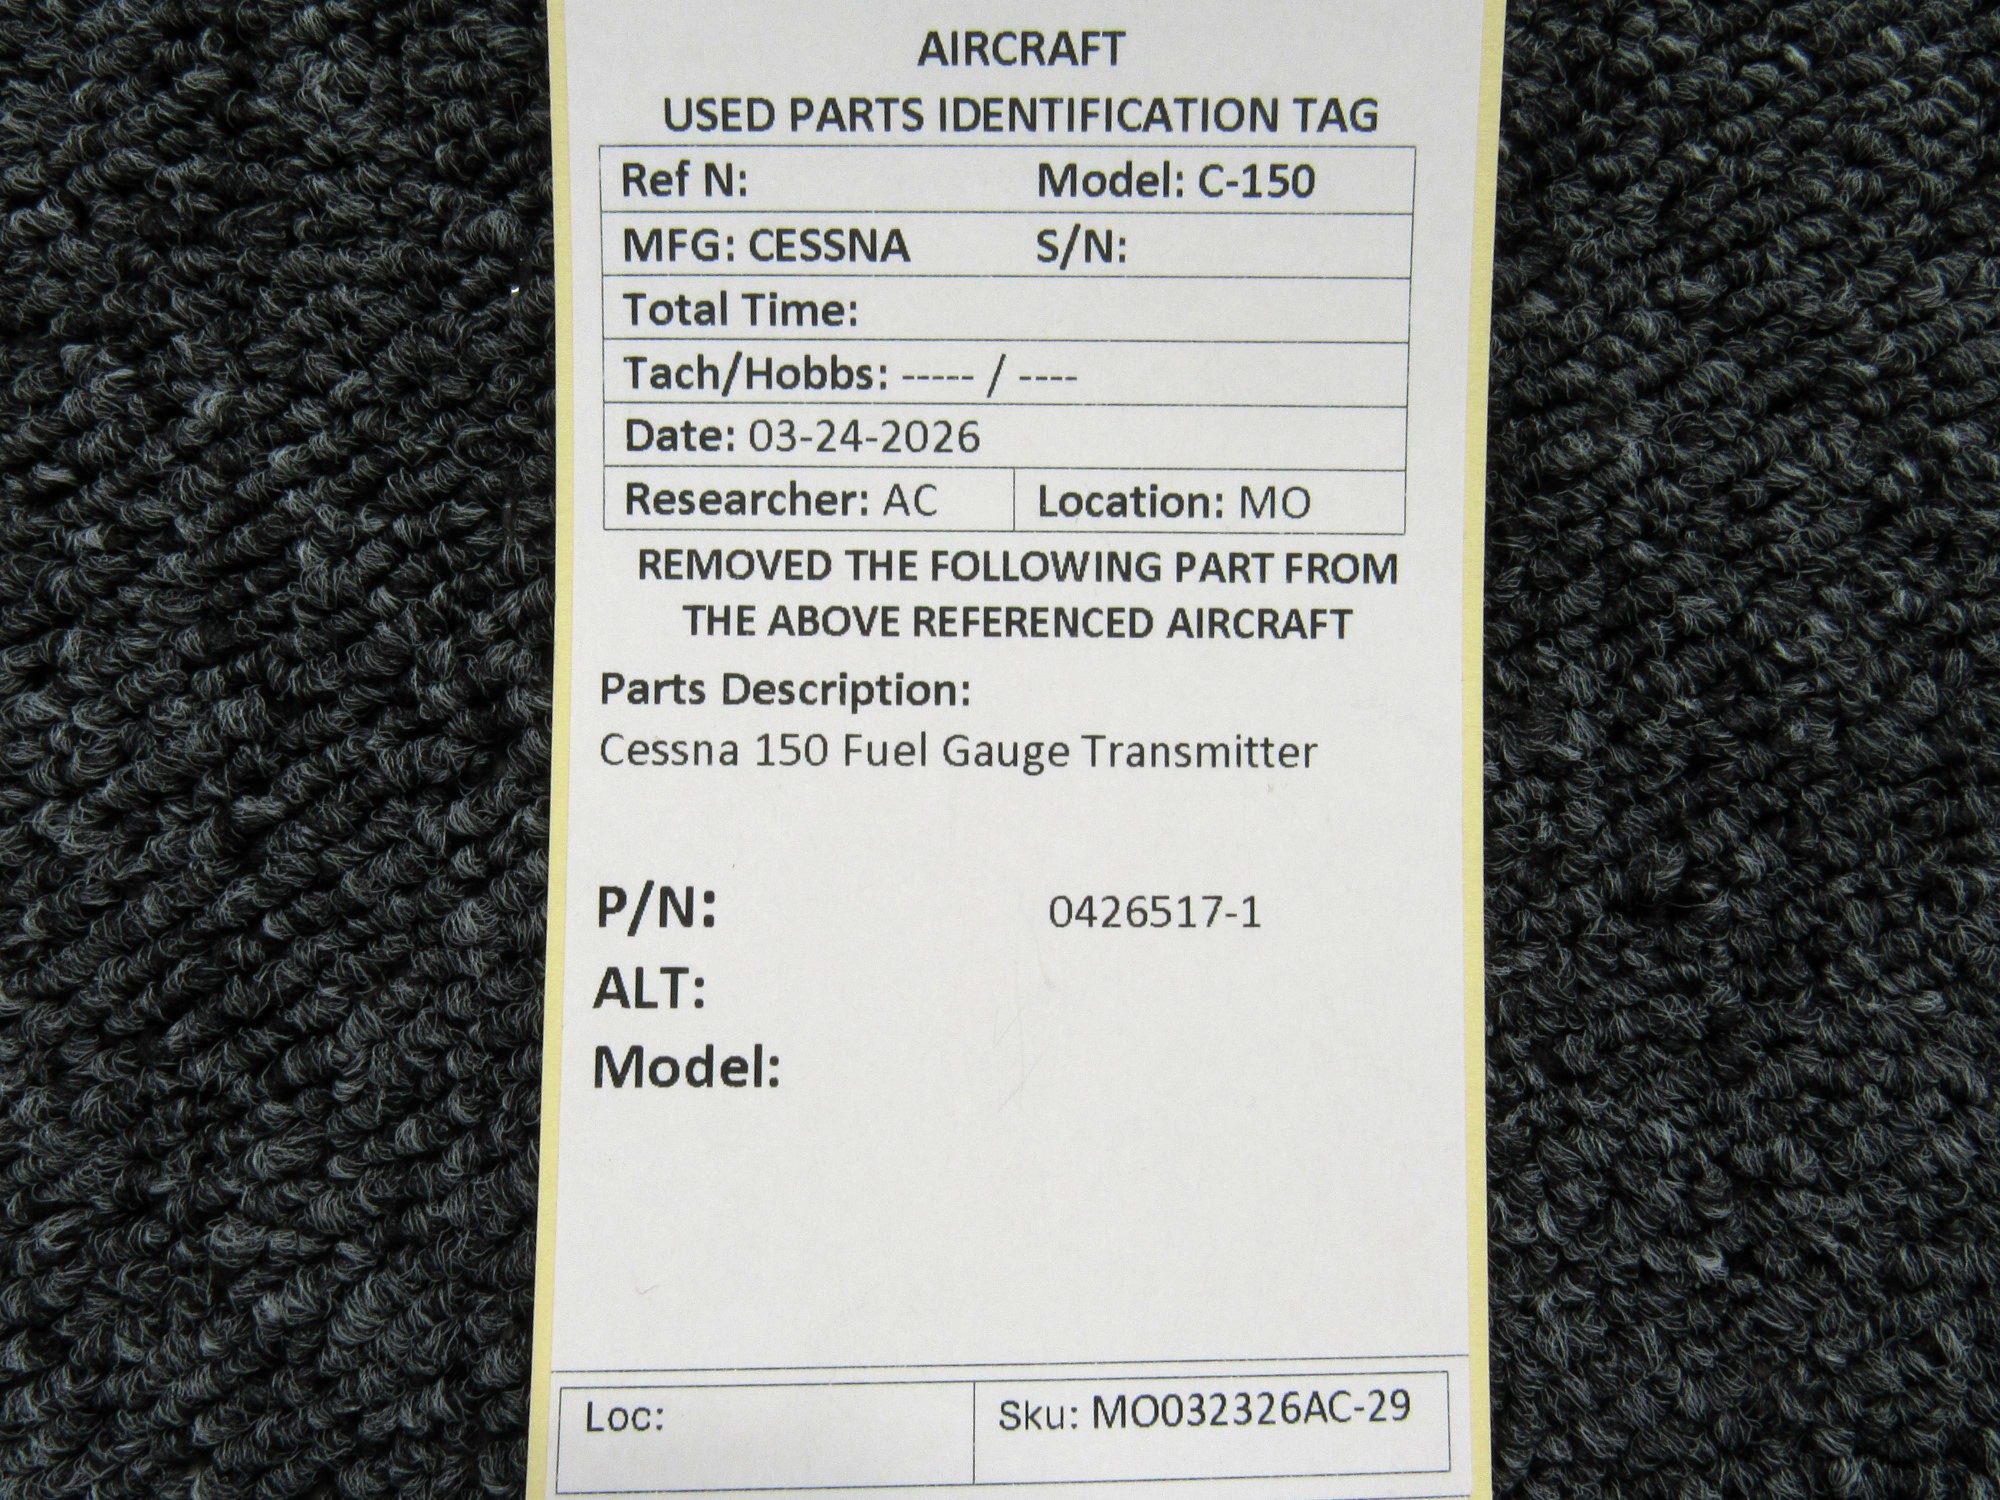 AIRCRAFT
USED PARTS IDENTIFICATION TAG
Ref N: Model: C-150
MFG: CESSNA S/N:
Total Time:
Tach/Hobbs: ----- / ----
Date: 03-24-2026
Researcher: AC Location: MO
REMOVED THE FOLLOWING PART FROM
THE ABOVE REFERENCED AIRCRAFT
Parts Description:
Cessna 150 Fuel Gauge Transmitter
P/N: 0426517-1
ALT:
Model:
Loc: Sku: MO032326AC-29